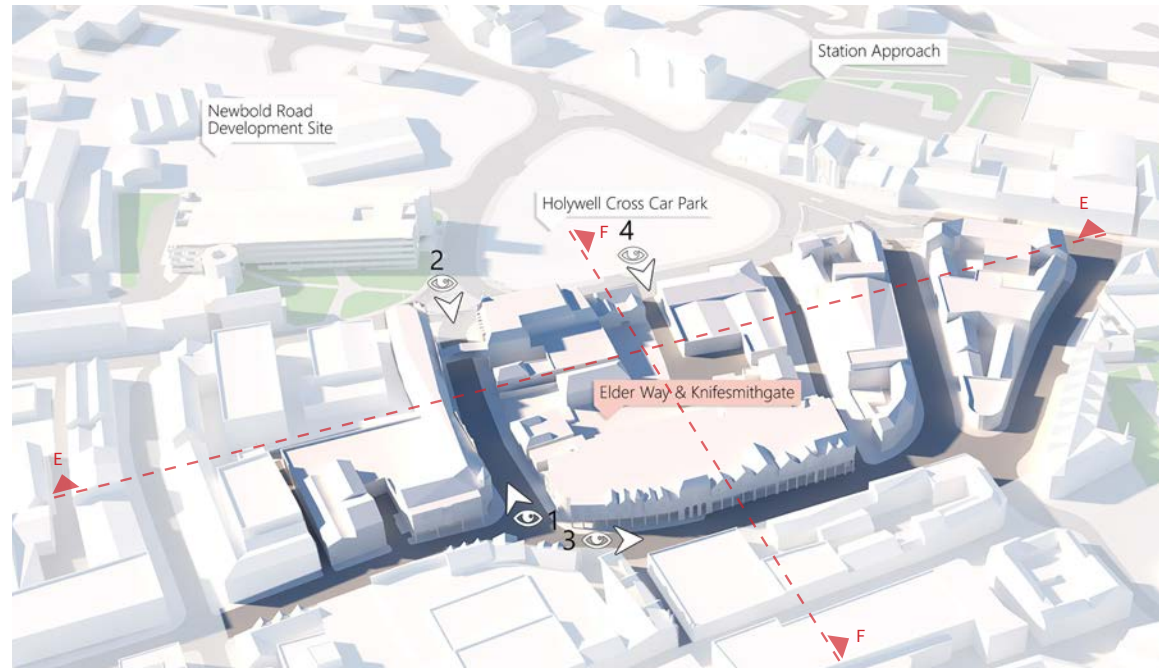 Station Approach
Newbold Road
Development Site
Holywell Cross Car Park
E
F
4
2
Elder Way & Knifesmithgate
E
1
3
F